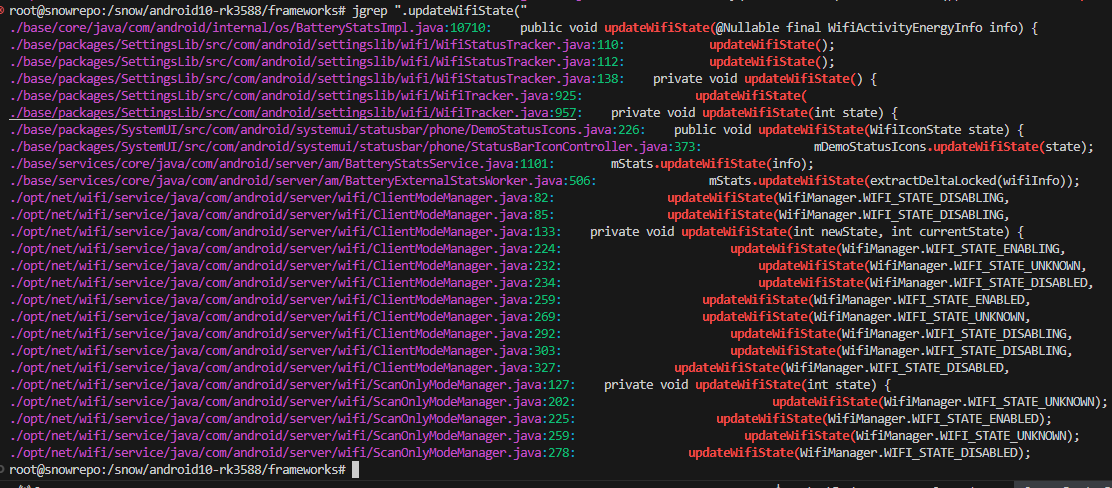 root@snowrepo:/snow/android10-rk3588/frameworks# jgrep ".updateWifiState("
./base/core/java/com/android/internal/os/BatteryStatsImpl.java:10710:    public void updateWifiState(@Nullable final WifiActivityEnergyInfo info) {
./base/packages/SettingsLib/src/com/android/settingslib/wifi/WifiStatusTracker.java:110:            updateWifiState();
./base/packages/SettingsLib/src/com/android/settingslib/wifi/WifiStatusTracker.java:112:            updateWifiState();
./base/packages/SettingsLib/src/com/android/settingslib/wifi/WifiStatusTracker.java:138:    private void updateWifiState() {
./base/packages/SettingsLib/src/com/android/settingslib/wifi/WifiTracker.java:925:                updateWifiState(
./base/packages/SettingsLib/src/com/android/settingslib/wifi/WifiTracker.java:957:    private void updateWifiState(int state) {
./base/packages/SystemUI/src/com/android/systemui/statusbar/phone/DemoStatusIcons.java:226:    public void updateWifiState(WifiIconState state) {
./base/packages/SystemUI/src/com/android/systemui/statusbar/phone/StatusBarIconController.java:373:            mDemoStatusIcons.updateWifiState(state);
./base/services/core/java/com/android/server/am/BatteryStatsService.java:1101:        mStats.updateWifiState(info);
./base/services/core/java/com/android/server/am/BatteryExternalStatsWorker.java:506:                mStats.updateWifiState(extractDeltaLocked(wifiInfo));
./opt/net/wifi/service/java/com/android/server/wifi/ClientModeManager.java:82:                updateWifiState(WifiManager.WIFI_STATE_DISABLING,
./opt/net/wifi/service/java/com/android/server/wifi/ClientModeManager.java:85:                updateWifiState(WifiManager.WIFI_STATE_DISABLING,
./opt/net/wifi/service/java/com/android/server/wifi/ClientModeManager.java:133:    private void updateWifiState(int newState, int currentState) {
./opt/net/wifi/service/java/com/android/server/wifi/ClientModeManager.java:224:                        updateWifiState(WifiManager.WIFI_STATE_ENABLING,
./opt/net/wifi/service/java/com/android/server/wifi/ClientModeManager.java:232:                            updateWifiState(WifiManager.WIFI_STATE_UNKNOWN,
./opt/net/wifi/service/java/com/android/server/wifi/ClientModeManager.java:234:                            updateWifiState(WifiManager.WIFI_STATE_DISABLED,
./opt/net/wifi/service/java/com/android/server/wifi/ClientModeManager.java:259:                    updateWifiState(WifiManager.WIFI_STATE_ENABLED,
./opt/net/wifi/service/java/com/android/server/wifi/ClientModeManager.java:269:                    updateWifiState(WifiManager.WIFI_STATE_UNKNOWN,
./opt/net/wifi/service/java/com/android/server/wifi/ClientModeManager.java:292:                        updateWifiState(WifiManager.WIFI_STATE_DISABLING,
./opt/net/wifi/service/java/com/android/server/wifi/ClientModeManager.java:303:                        updateWifiState(WifiManager.WIFI_STATE_DISABLING,
./opt/net/wifi/service/java/com/android/server/wifi/ClientModeManager.java:327:                updateWifiState(WifiManager.WIFI_STATE_DISABLED,
./opt/net/wifi/service/java/com/android/server/wifi/ScanOnlyModeManager.java:127:    private void updateWifiState(int state) {
./opt/net/wifi/service/java/com/android/server/wifi/ScanOnlyModeManager.java:202:                            updateWifiState(WifiManager.WIFI_STATE_UNKNOWN);
./opt/net/wifi/service/java/com/android/server/wifi/ScanOnlyModeManager.java:225:                    updateWifiState(WifiManager.WIFI_STATE_ENABLED);
./opt/net/wifi/service/java/com/android/server/wifi/ScanOnlyModeManager.java:259:                    updateWifiState(WifiManager.WIFI_STATE_UNKNOWN);
./opt/net/wifi/service/java/com/android/server/wifi/ScanOnlyModeManager.java:278:                updateWifiState(WifiManager.WIFI_STATE_DISABLED);
root@snowrepo:/snow/android10-rk3588/frameworks#